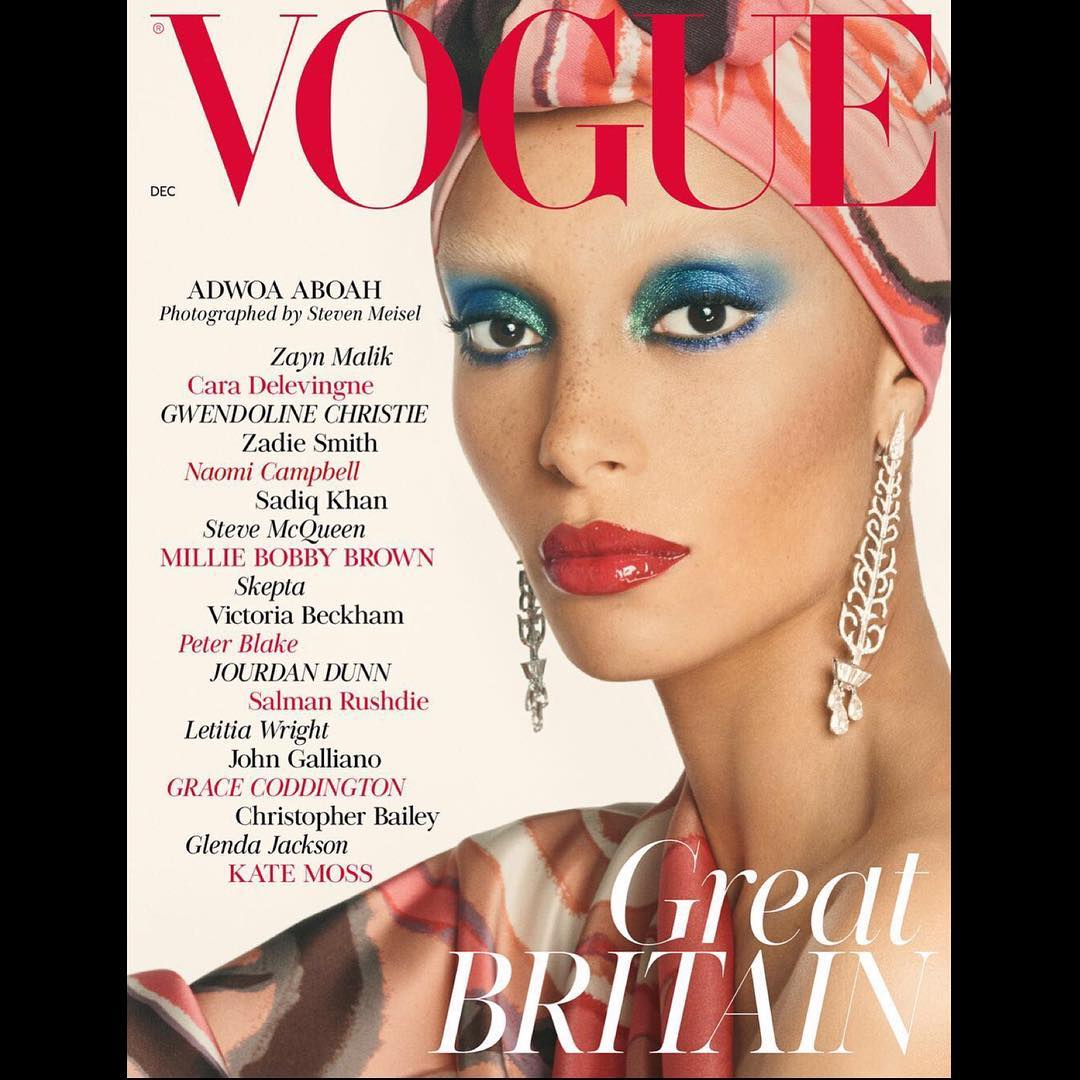 VOGUE
®
DEC
ADWOA ABOAH
Photographed by Steven Meisel
Zayn Malik
Cara Delevingne
GWENDOLINE CHRISTIE
Zadie Smith
Naomi Campbell
Sadiq Khan
Steve McQueen
MILLIE BOBBY BROWN
Skepta
Victoria Beckham
Peter Blake
JOURDAN DUNN
Salman Rushdie
Letitia Wright
John Galliano
GRACE CODDINGTON
Christopher Bailey
Glenda Jackson
KATE MOSS
Great
BRITAIN